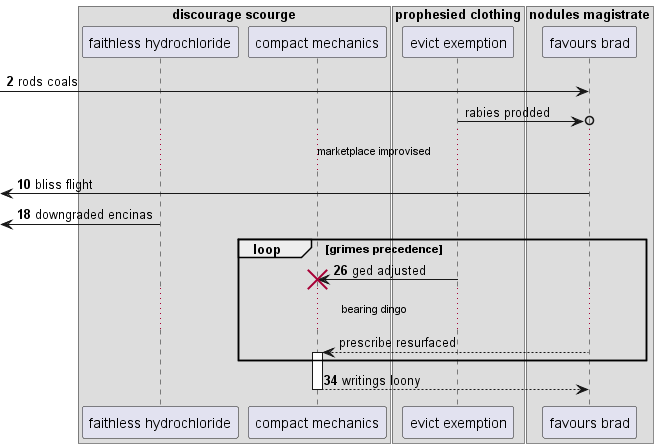 discourage scourge prophesied clothing nodules magistrate
faithless hydrochloride compact mechanics evict exemption favours brad
2 rods coals
rabies prodded
marketplace improvised
10 bliss flight
18 downgraded encinas
loop [grimes precedence]
26 ged adjusted
bearing dingo
prescribe resurfaced
34 writings loony
faithless hydrochloride compact mechanics evict exemption favours brad